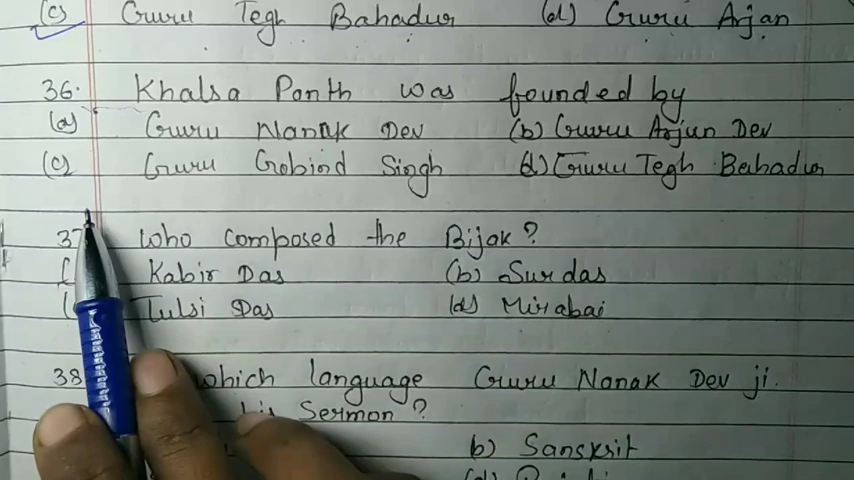 (c) Guru Tegh Bahadur (d) Guru Arjan
36. Khalsa Panth was founded by
(a) Guru Nanak Dev (b) Guru Arjun Dev
(c) Guru Gobind Singh (d) Guru Tegh Bahadur
37 Who composed the Bijak?
Kabir Das (b) Surdas
Tulsi Das (d) Mirabai
38 which language Guru Nanak Dev ji.
his Sermon?
b) Sanskrit
(d)